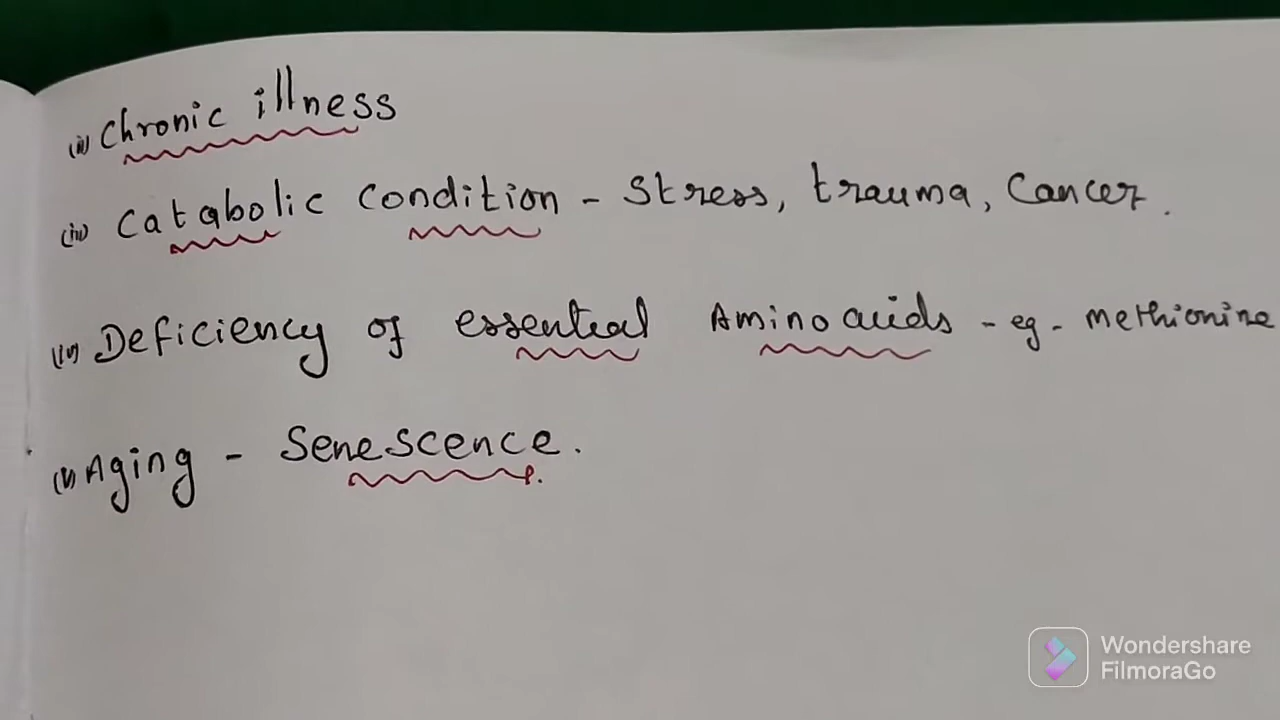 (ii) Chronic illness
(iii) Catabolic Condition - Stress, trauma, Cancer.
(iv) Deficiency of essential Amino acids - eg - methionine
(v) Aging - Senescence.
Wondershare
FilmoraGo